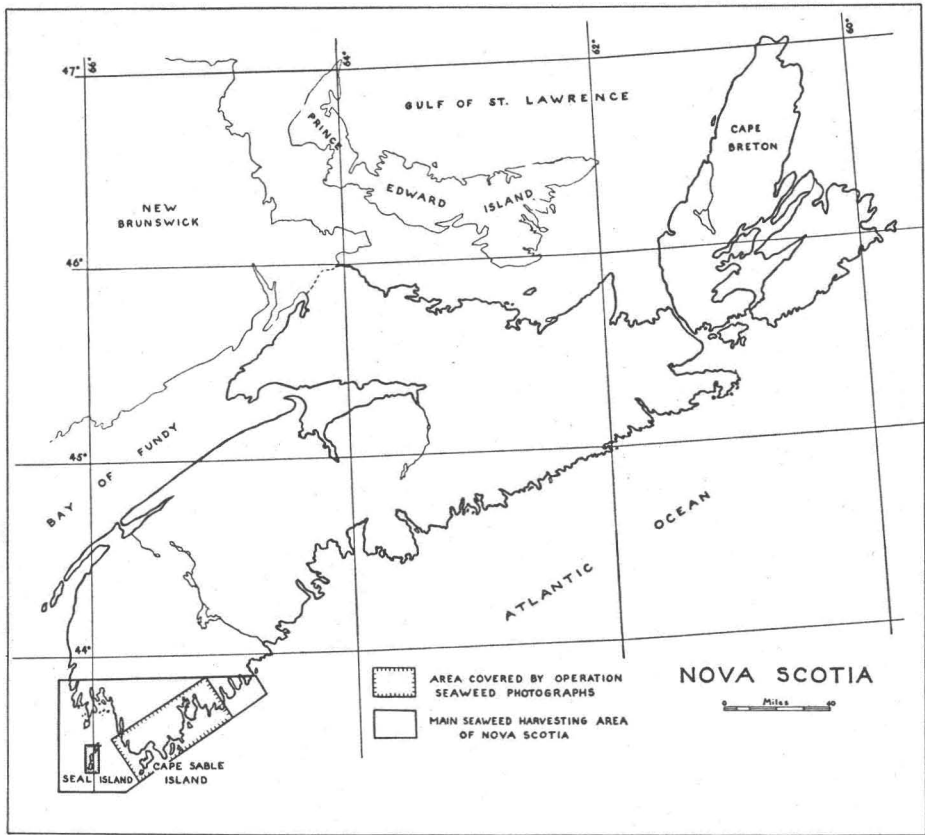 66°
64°
62°
60°
47°
GULF OF ST. LAWRENCE
PRINCE
EDWARD
ISLAND
CAPE
BRETON
NEW
BRUNSWICK
46°
BAY OF FUNDY
45°
ATLANTIC OCEAN
44°
AREA COVERED BY OPERATION
SEAWEED PHOTOGRAPHS
MAIN SEAWEED HARVESTING AREA
OF NOVA SCOTIA
NOVA SCOTIA
0 Miles 40
SEAL ISLAND
CAPE SABLE
ISLAND